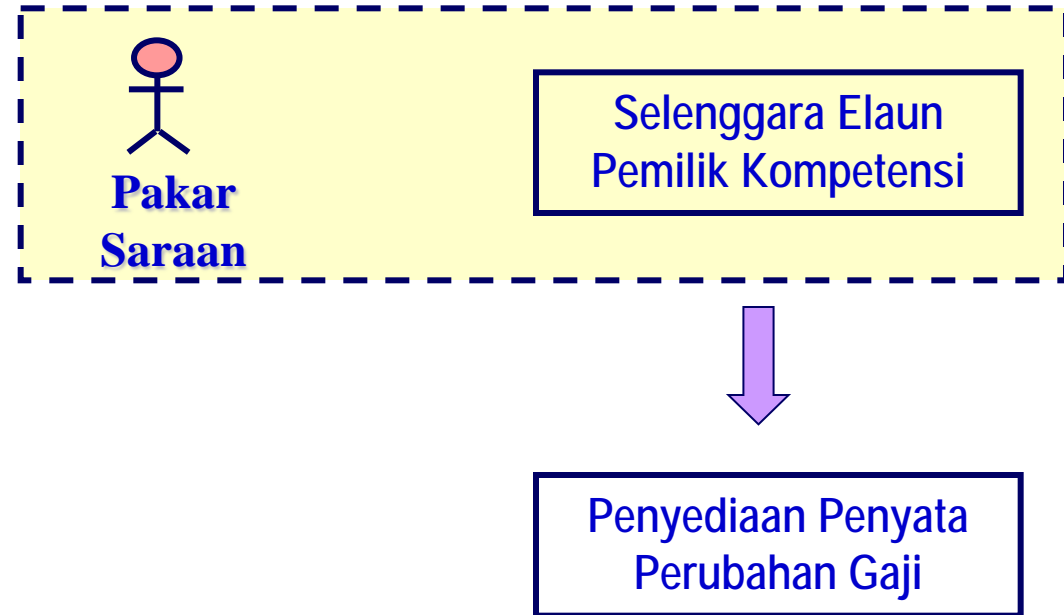 Pakar
Saraan
Selenggara Elaun
Pemilik Kompetensi
Penyediaan Penyata
Perubahan Gaji